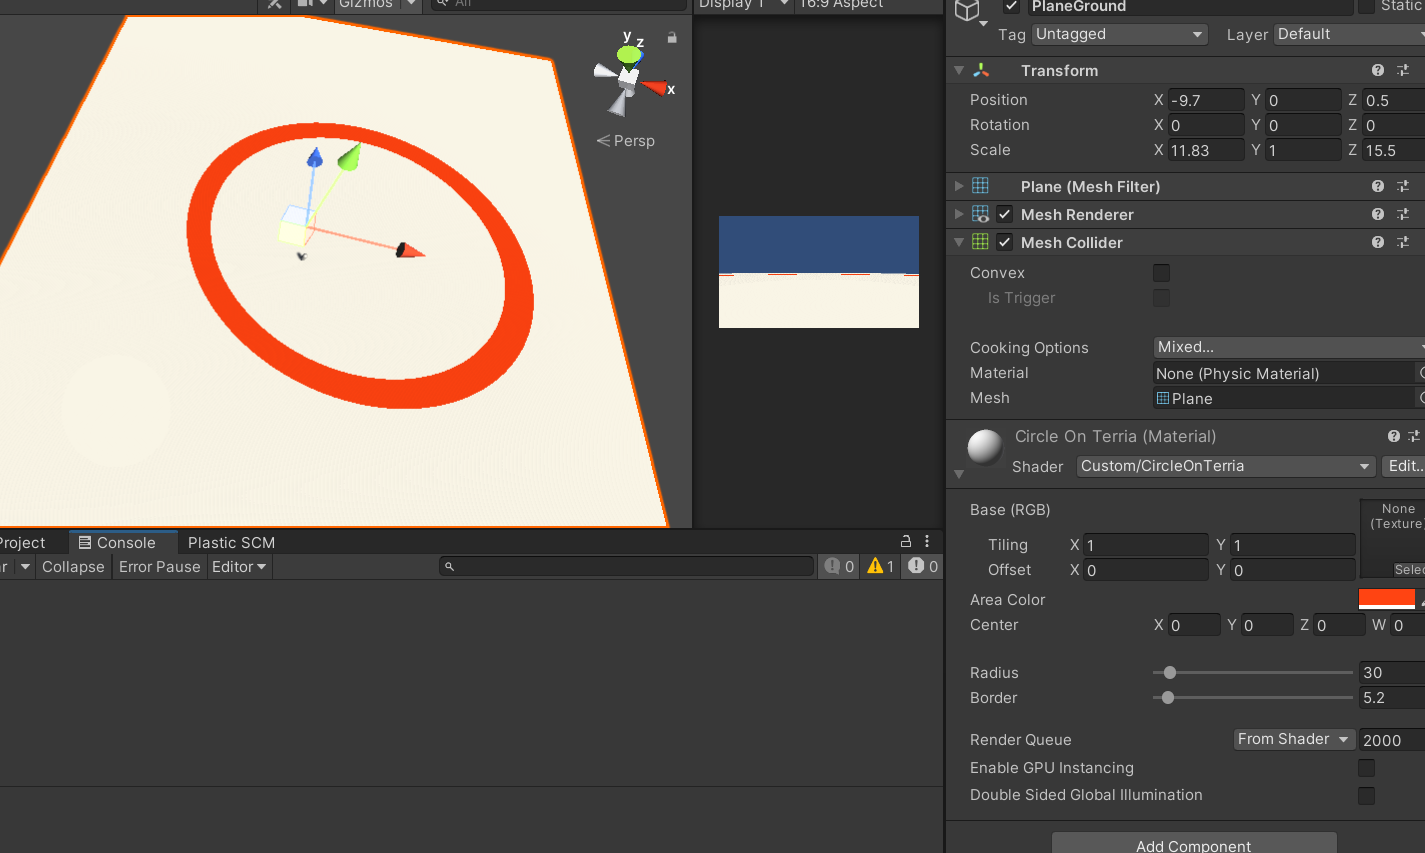 Gizmos
All
Display 1
16:9 Aspect
PlaneGround
Static
Tag Untagged Layer Default
y
z
x
Persp
Transform
Position X -9.7 Y 0 Z 0.5
Rotation X 0 Y 0 Z 0
Scale X 11.83 Y 1 Z 15.5
Plane (Mesh Filter)
Mesh Renderer
Mesh Collider
Convex
Is Trigger
Cooking Options Mixed...
Material None (Physic Material)
Mesh Plane
Circle On Terria (Material)
Shader Custom/CircleOnTerria Edit...
Base (RGB)
None
(Texture
Tiling X 1 Y 1
Offset X 0 Y 0
Selec
Area Color
Center X 0 Y 0 Z 0 W 0
Radius 30
Border 5.2
Render Queue From Shader 2000
Enable GPU Instancing
Double Sided Global Illumination
Add Component
Project Console Plastic SCM
ar Collapse Error Pause Editor 0 1 0